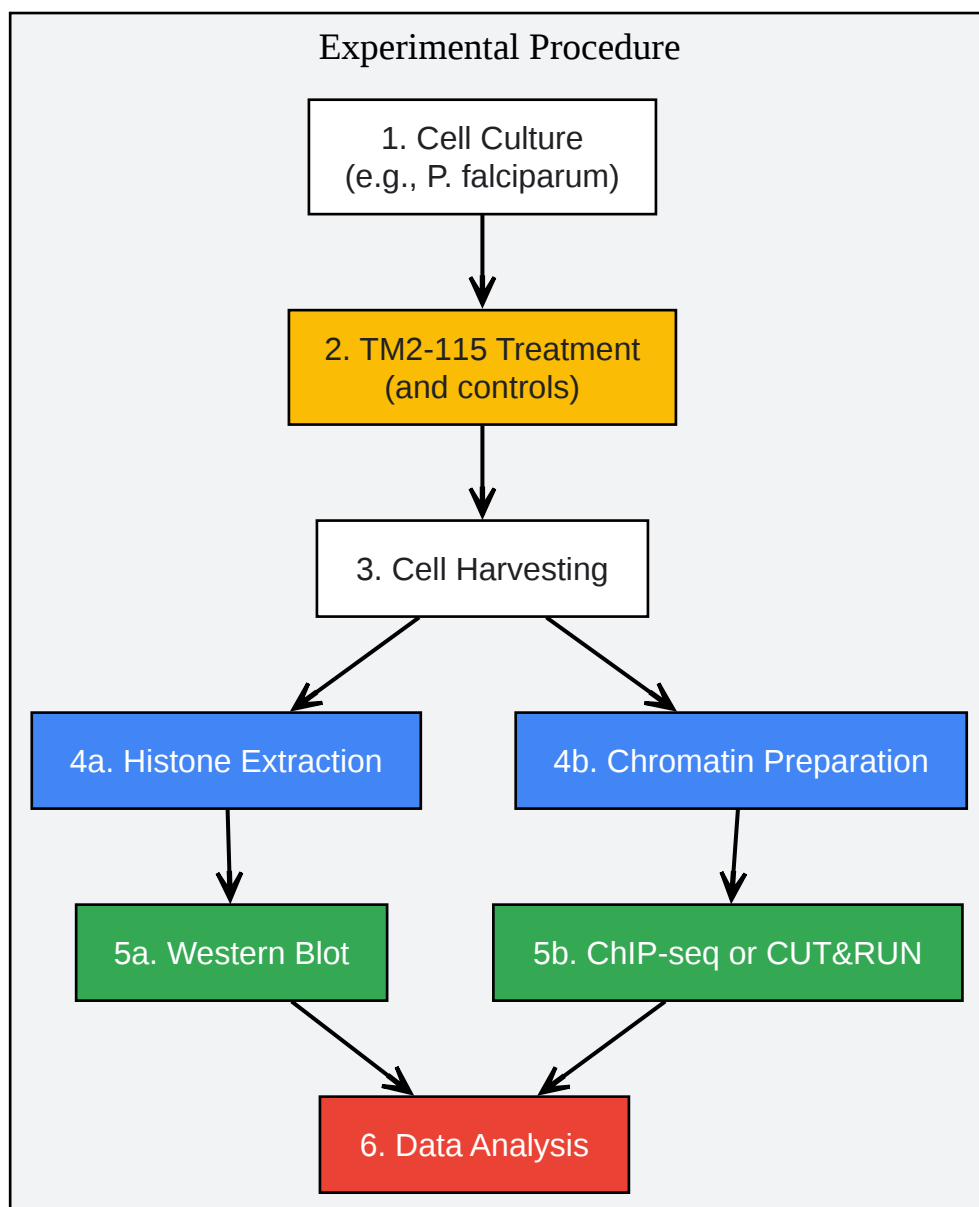 Experimental Procedure
1. Cell Culture
(e.g., P. falciparum)
2. TM2-115 Treatment
(and controls)
3. Cell Harvesting
4a. Histone Extraction
4b. Chromatin Preparation
5a. Western Blot
5b. ChIP-seq or CUT&RUN
6. Data Analysis